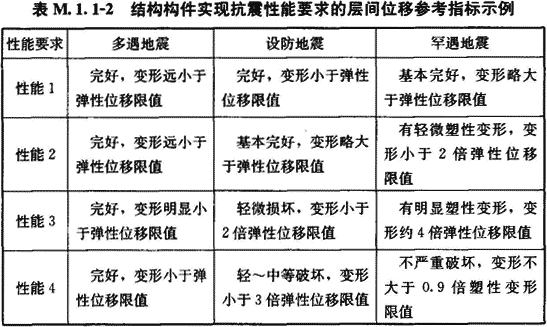 表 M.1.1-2 结构构件实现抗震性能要求的层间位移参考指标示例
性能要求 多遇地震 设防地震 罕遇地震
性能 1
完好，变形远小于
弹性位移限值
完好，变形小于弹性
位移限值
基本完好，变形略大
于弹性位移限值
性能 2
完好，变形远小于
弹性位移限值
基本完好，变形略大
于弹性位移限值
有轻微塑性变形，变
形小于 2 倍弹性位移
限值
性能 3
完好，变形明显小
于弹性位移限值
轻微损坏，变形小于
2 倍弹性位移限值
有明显塑性变形，变
形约 4 倍弹性位移限值
性能 4
完好，变形小于弹
性位移限值
轻～中等破坏，变形
小于 3 倍弹性位移限值
不严重破坏，变形不
大于 0.9 倍塑性变形
限值